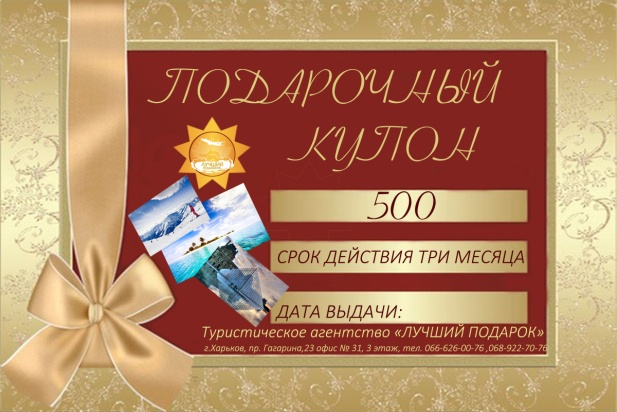 ПОДАРОЧНЫЙ
КУПОН
500
СРОК ДЕЙСТВИЯ ТРИ МЕСЯЦА
ДАТА ВЫДАЧИ:
Туристическое агентство «ЛУЧШИЙ ПОДАРОК»
г.Харьков, пр. Гагарина,23 офис № 31, 3 этаж, тел. 066-626-00-76 ,068-922-70-76